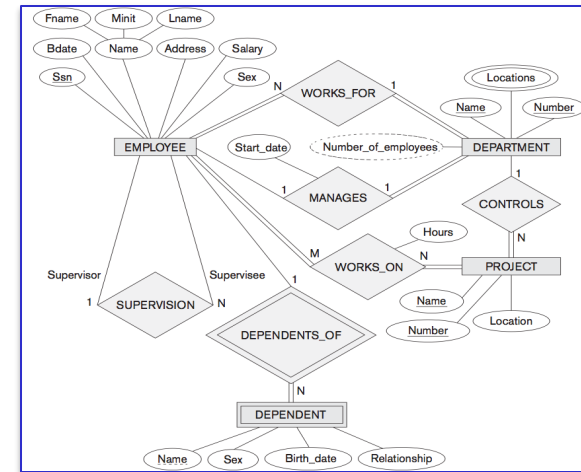 Fname Minit Lname
Bdate Name Address Salary
Ssn Sex
Locations
Name Number
N WORKS_FOR 1
EMPLOYEE Start_date Number_of_employees DEPARTMENT
1 MANAGES 1
1
CONTROLS
N
Hours
M WORKS_ON N PROJECT
Supervisor Supervisee
1 SUPERVISION N
1
Name
Number Location
DEPENDENTS_OF
N
DEPENDENT
Name Sex Birth_date Relationship